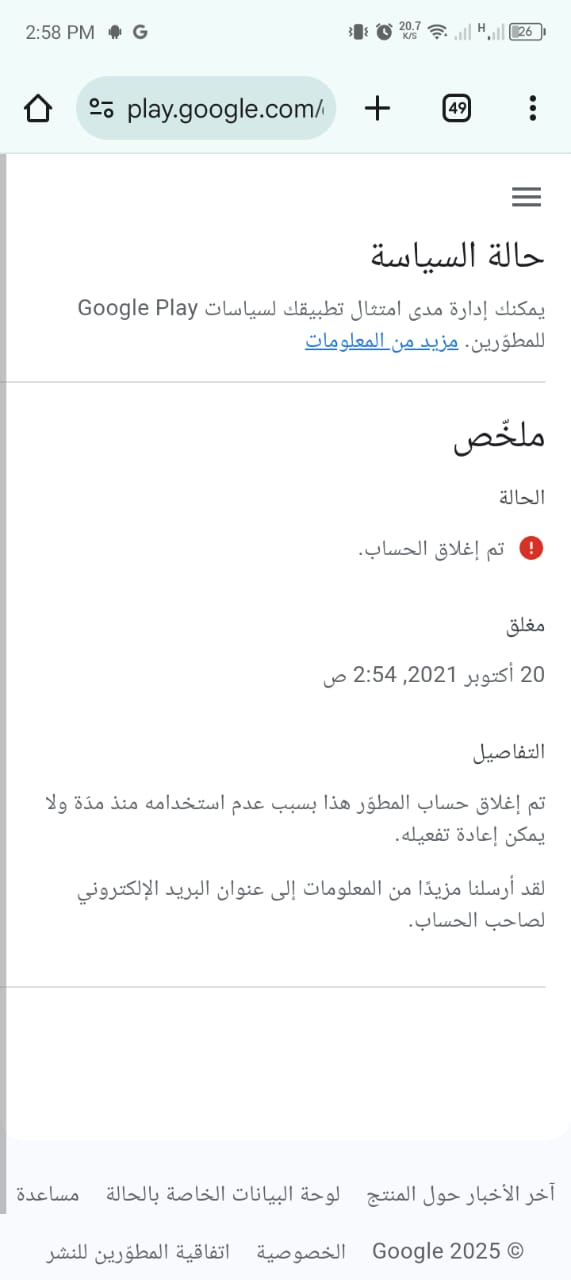 2:58 PM
20.7
K/S
H
26
play.google.com/
49
حالة السياسة
يمكنك إدارة مدى امتثال تطبيقك لسياسات Google Play
للمطوّرين. مزيد من المعلومات
ملخّص
الحالة
تم إغلاق الحساب.
مغلق
20 أكتوبر 2021, 2:54 ص
التفاصيل
تم إغلاق حساب المطوّر هذا بسبب عدم استخدامه منذ مدّة ولا
يمكن إعادة تفعيله.
لقد أرسلنا مزيدًا من المعلومات إلى عنوان البريد الإلكتروني
لصاحب الحساب.
آخر الأخبار حول المنتج لوحة البيانات الخاصة بالحالة مساعدة
© 2025 Google الخصوصية اتفاقية المطوّرين للنشر